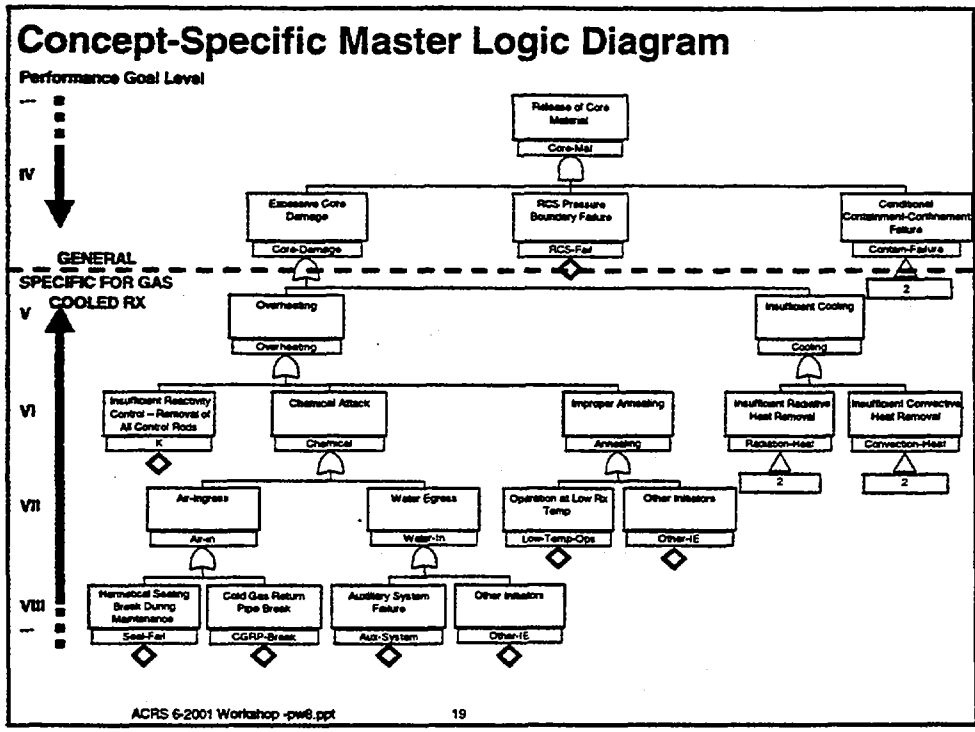 Concept-Specific Master Logic Diagram
Performance Goal Level
---
Release of Core
Material
Core-Mat
IV
Excessive Core
Damage
Core-Damage
RCS Pressure
Boundary Failure
RCS-Fail
Conditional
Containment-Confinement
Failure
Contain-Failure
2
GENERAL
SPECIFIC FOR GAS
COOLED RX
V
Overheating
Overheating
Insufficient Cooling
Cooling
VI
Insufficient Reactivity
Control – Removal of
All Control Rods
K
Chemical Attack
Chemical
Improper Annealing
Annealing
Insufficient Radiative
Heat Removal
Radiation-Heat
2
Insufficient Convective
Heat Removal
Convection-Heat
2
VII
Air-Ingress
Air-In
Water Egress
Water-In
Operation at Low Rx
Temp
Low-Temp-Ops
Other Initiators
Other-IE
VIII
---
Hermetical Sealing
Break During
Maintenance
Seal-Fail
Cold Gas Return
Pipe Break
CGRP-Break
Auxiliary System
Failure
Aux-System
Other Initiators
Other-IE
ACRS 6-2001 Workshop -pw8.ppt
19